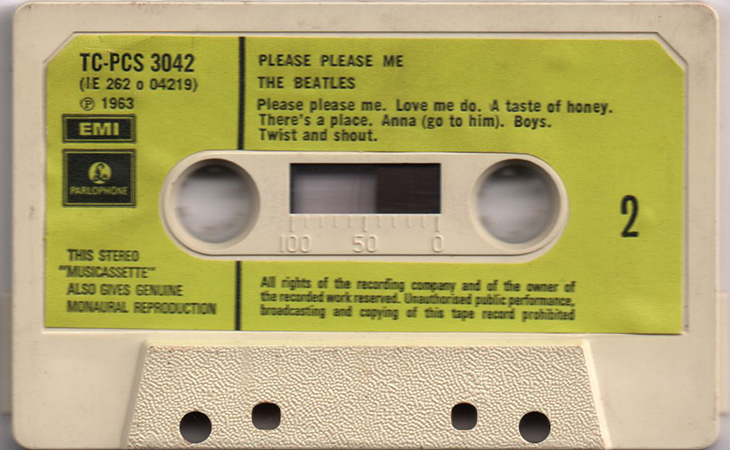 TC-PCS 3042
(IE 262 o 04219)
Ⓟ 1963
EMI
PARLOPHONE
THIS STEREO
"MUSICASSETTE"
ALSO GIVES GENUINE
MONAURAL REPRODUCTION
PLEASE PLEASE ME
THE BEATLES
Please please me. Love me do. A taste of honey.
There's a place. Anna (go to him). Boys.
Twist and shout.
100 50 0
2
All rights of the recording company and of the owner of
the recorded work reserved. Unauthorised public performance,
broadcasting and copying of this tape record prohibited